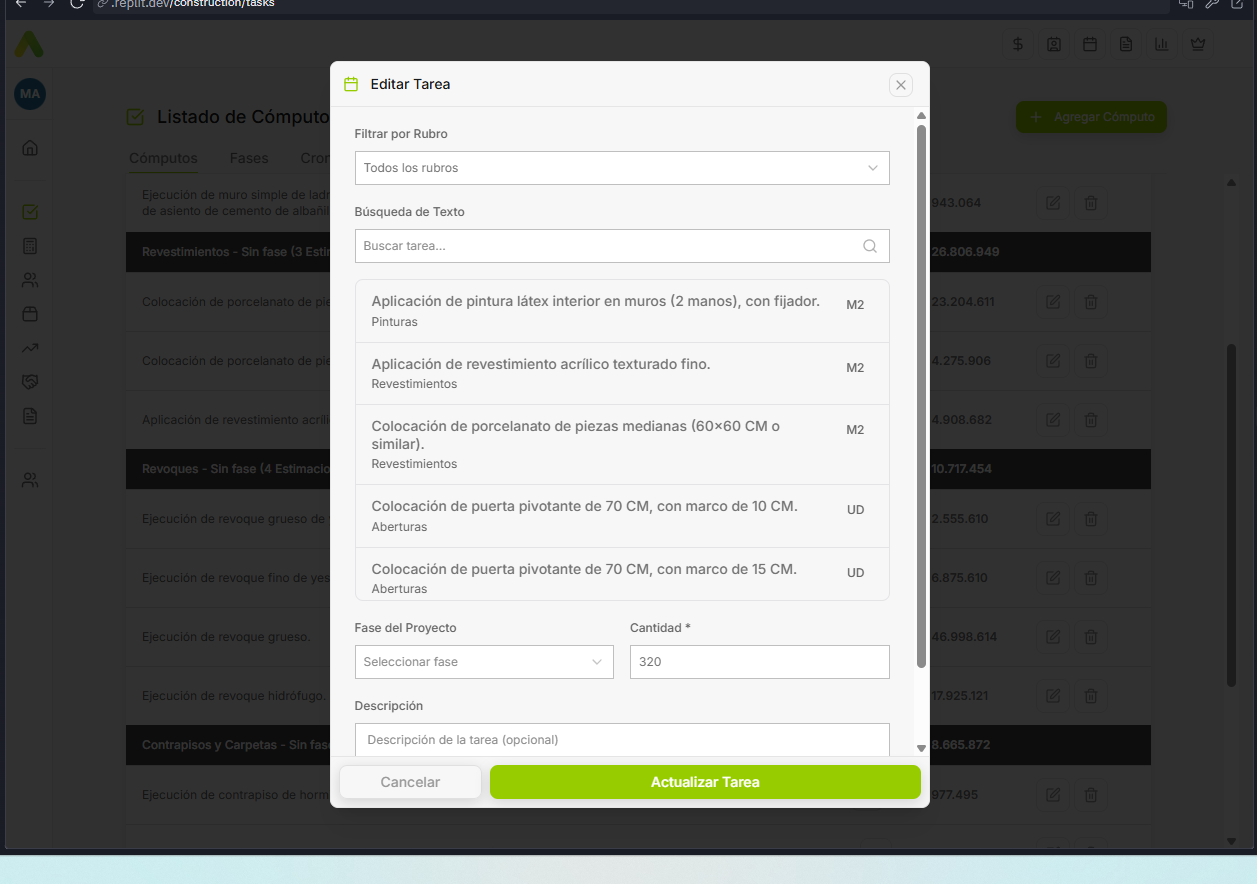 .replit.dev/construction/tasks
MA
Listado de Cómputo
Agregar Cómputo
Cómputos Fases Cron
Editar Tarea
Filtrar por Rubro
Todos los rubros
Búsqueda de Texto
Buscar tarea...
Aplicación de pintura látex interior en muros (2 manos), con fijador. M2
Pinturas
Aplicación de revestimiento acrílico texturado fino. M2
Revestimientos
Colocación de porcelanato de piezas medianas (60x60 CM o M2
similar).
Revestimientos
Colocación de puerta pivotante de 70 CM, con marco de 10 CM. UD
Aberturas
Colocación de puerta pivotante de 70 CM, con marco de 15 CM. UD
Aberturas
Fase del Proyecto Cantidad *
Seleccionar fase 320
Descripción
Descripción de la tarea (opcional)
Cancelar Actualizar Tarea
Ejecución de muro simple de ladr
de asiento de cemento de albañil 943.064
Revestimientos - Sin fase (3 Esti 26.806.949
Colocación de porcelanato de pie 23.204.611
Colocación de porcelanato de pie 4.275.906
Aplicación de revestimiento acríli 4.908.682
Revoques - Sin fase (4 Estimacio 10.717.454
Ejecución de revoque grueso de 2.555.610
Ejecución de revoque fino de yes 6.875.610
Ejecución de revoque grueso. 46.998.614
Ejecución de revoque hidrófugo. 17.925.121
Contrapisos y Carpetas - Sin fas 8.665.872
Ejecución de contrapiso de horm 977.495